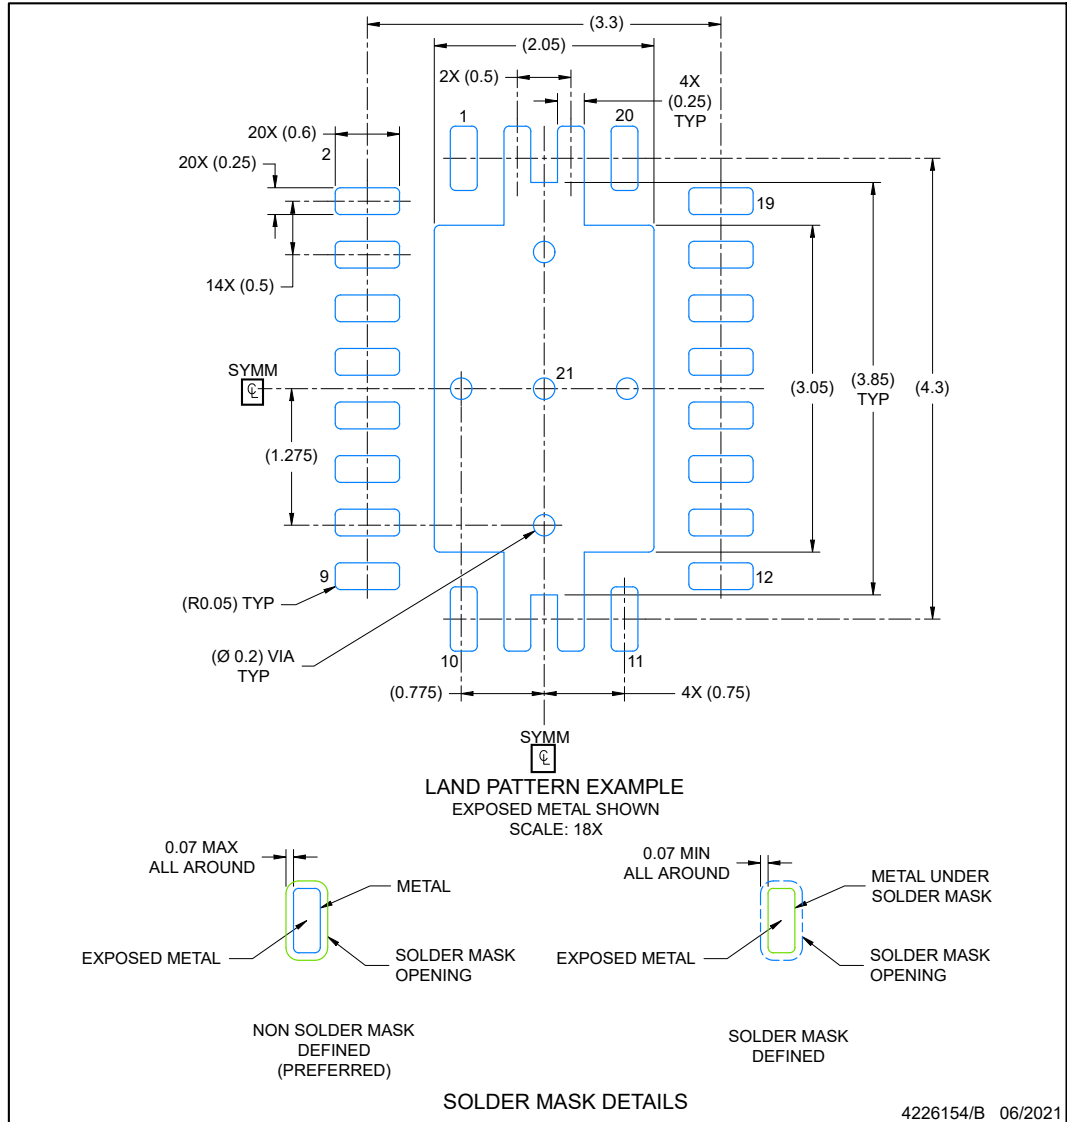 (3.3)
(2.05)
2X (0.5)
4X
(0.25)
TYP
1
20
20X (0.6)
2
20X (0.25)
19
14X (0.5)
SYMM
℄
21
(3.05)
(3.85)
TYP
(4.3)
(1.275)
9
12
(R0.05) TYP
(Ø 0.2) VIA
TYP
10
11
(0.775)
4X (0.75)
SYMM
℄
LAND PATTERN EXAMPLE
EXPOSED METAL SHOWN
SCALE: 18X
0.07 MAX
ALL AROUND
METAL
EXPOSED METAL
SOLDER MASK
OPENING
NON SOLDER MASK
DEFINED
(PREFERRED)
0.07 MIN
ALL AROUND
METAL UNDER
SOLDER MASK
EXPOSED METAL
SOLDER MASK
OPENING
SOLDER MASK
DEFINED
SOLDER MASK DETAILS
4226154/B 06/2021